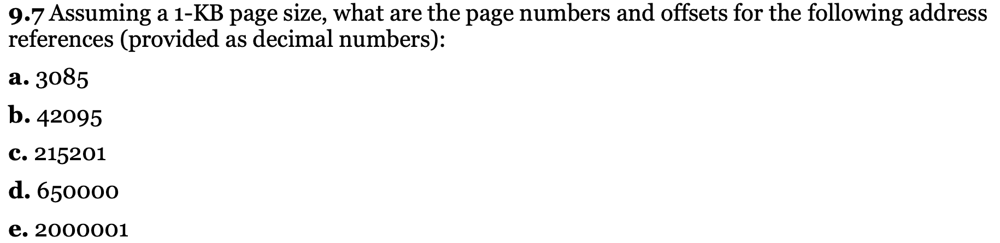 9.7 Assuming a 1-KB page size, what are the page numbers and offsets for the following address
references (provided as decimal numbers):
a. 3085
b. 42095
c. 215201
d. 650000
e. 2000001